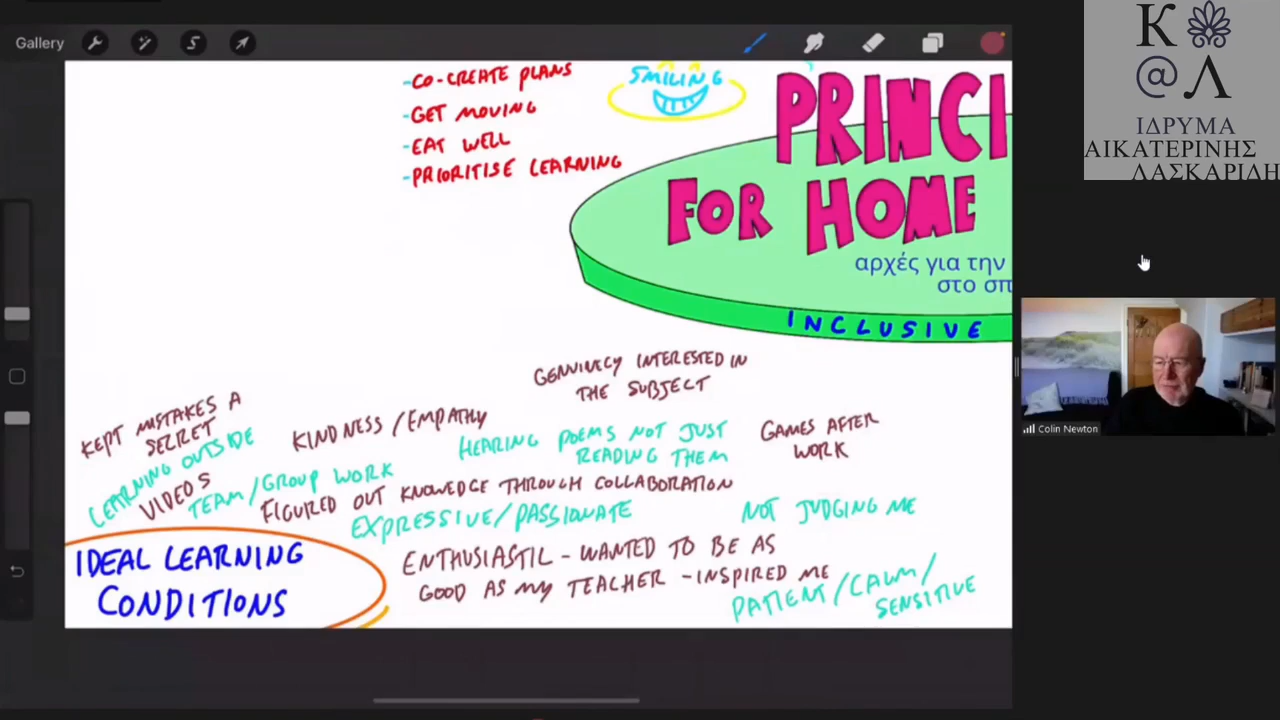 Gallery
-CO-CREATE PLANS
-GET MOVING
-EAT WELL
-PRIORITISE LEARNING
SMILING
PRINCI
FOR HOME
αρχές για την
στο σπ
INCLUSIVE
GENUINELY INTERESTED IN
THE SUBJECT
KEPT MISTAKES A
SECRET
KINDNESS/EMPATHY
HEARING POEMS NOT JUST
READING THEM
GAMES AFTER
WORK
LEARNING OUTSIDE
VIDEOS
TEAM/GROUP WORK
FIGURED OUT KNOWLEDGE THROUGH COLLABORATION
EXPRESSIVE/PASSIONATE
NOT JUDGING ME
IDEAL LEARNING
CONDITIONS
ENTHUSIASTIC - WANTED TO BE AS
GOOD AS MY TEACHER - INSPIRED ME
PATIENT/CALM/
SENSITIVE
Κ
@Λ
ΙΔΡΥΜΑ
ΑΙΚΑΤΕΡΙΝΗΣ
ΛΑΣΚΑΡΙΔΗ
Colin Newton